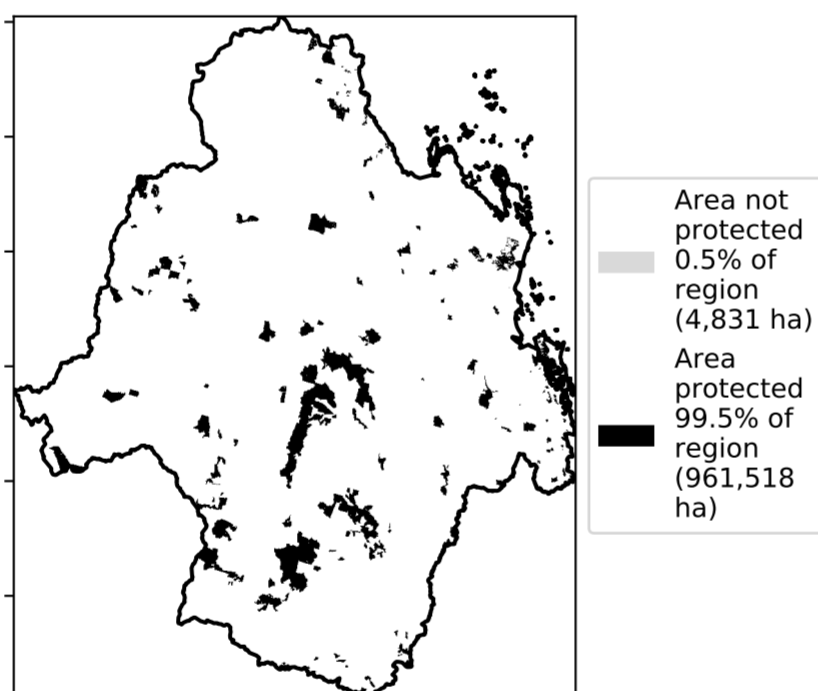 Area not
protected
0.5% of
region
(4,831 ha)
Area
protected
99.5% of
region
(961,518
ha)